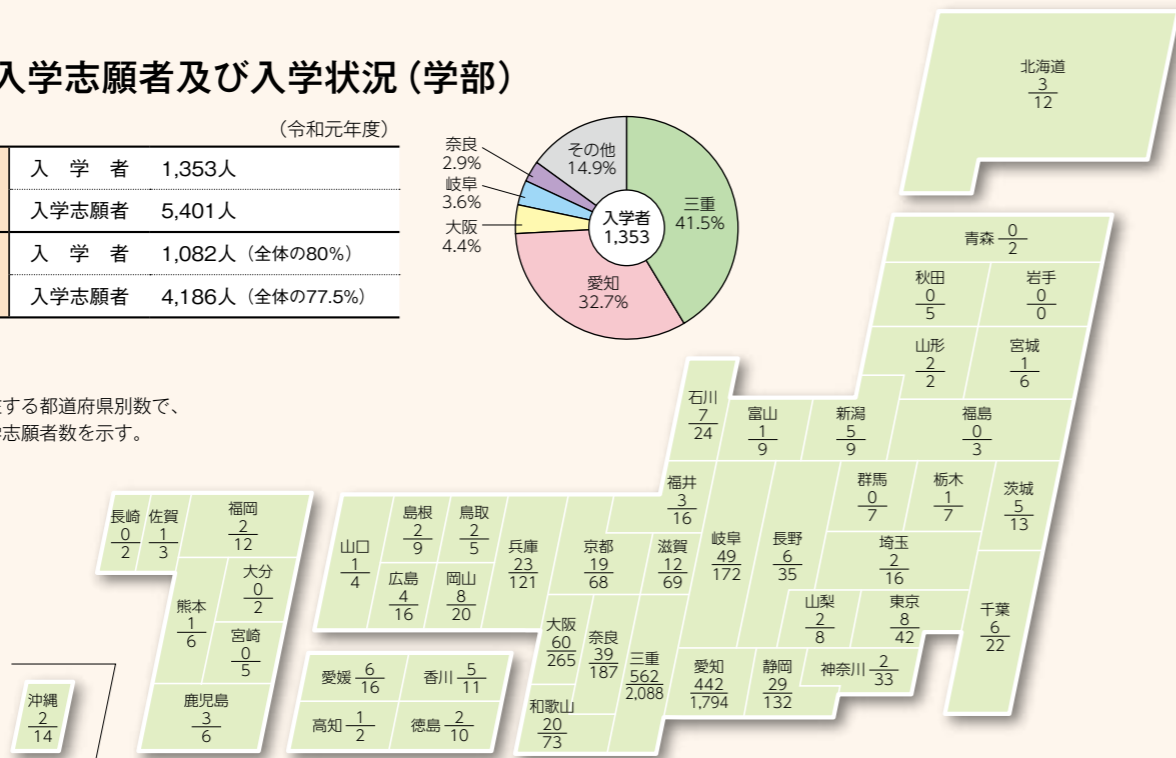 入学志願者及び入学状況（学部）
（令和元年度）
入　学　者　1,353人
入学志願者　5,401人
入　学　者　1,082人（全体の80%）
入学志願者　4,186人（全体の77.5%）
する都道府県別数で、
志願者数を示す。
奈良
2.9%
岐阜
3.6%
大阪
4.4%
その他
14.9%
三重
41.5%
愛知
32.7%
入学者
1,353
北海道
3
12
青森 0
2
秋田
0
5
岩手
0
0
山形
2
2
宮城
1
6
石川
7
24
富山
1
9
新潟
5
9
福島
0
3
福井
3
16
群馬
0
7
栃木
1
7
茨城
5
13
岐阜
49
172
長野
6
35
埼玉
2
16
山梨
2
8
東京
8
42
千葉
6
22
神奈川 2
33
静岡
29
132
愛知
442
1,794
三重
562
2,088
滋賀
12
69
京都
19
68
奈良
39
187
大阪
60
265
和歌山
20
73
兵庫
23
121
鳥取
2
5
島根
2
9
岡山
8
20
広島
4
16
山口
1
4
愛媛 6
16
香川 5
11
高知 1
2
徳島 2
10
長崎
0
2
佐賀
1
3
福岡
2
12
大分
0
2
熊本
1
6
宮崎
0
5
鹿児島
3
6
沖縄
2
14